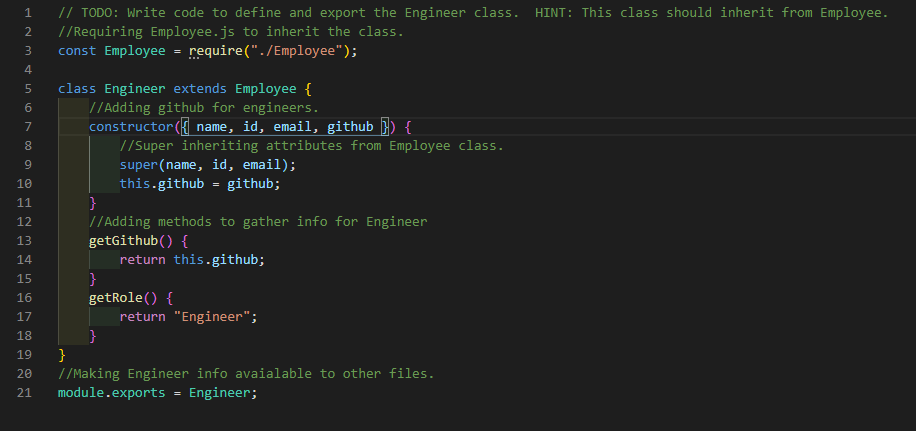 1 // TODO: Write code to define and export the Engineer class.  HINT: This class should inherit from Employee.
2 //Requiring Employee.js to inherit the class.
3 const Employee = require("./Employee");
4
5 class Engineer extends Employee {
6     //Adding github for engineers.
7     constructor({ name, id, email, github }) {
8         //Super inheriting attributes from Employee class.
9         super(name, id, email);
10         this.github = github;
11     }
12     //Adding methods to gather info for Engineer
13     getGithub() {
14         return this.github;
15     }
16     getRole() {
17         return "Engineer";
18     }
19 }
20 //Making Engineer info avaialable to other files.
21 module.exports = Engineer;